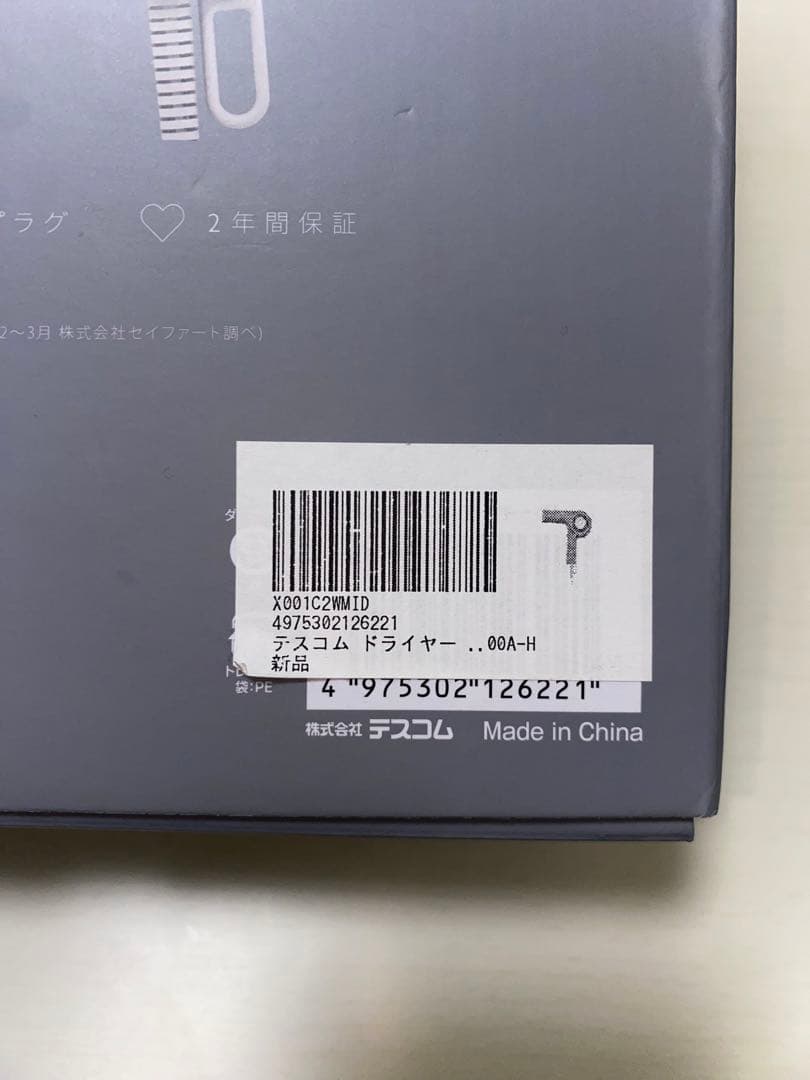 プラグ
2年間保証
2〜3月 株式会社セイファート調べ)
ダ
X001C2WMID
4975302126221
テスコム ドライヤー ..00A-H
新品
袋:PE
4 "975302"126221"
株式会社 テスコム Made in China